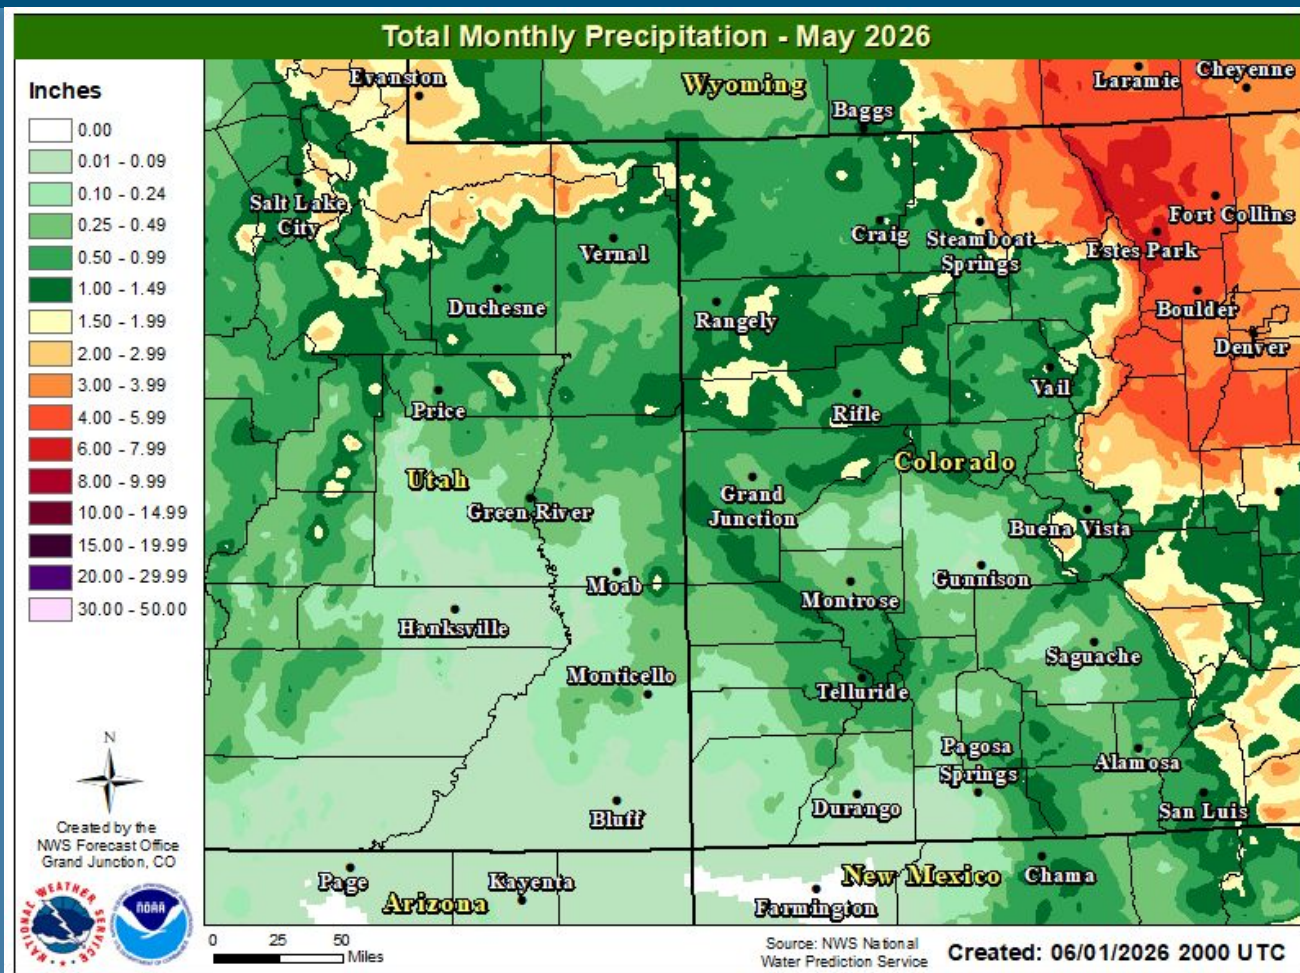 Total Monthly Precipitation - May 2026
Inches
0.00
0.01 - 0.09
0.10 - 0.24
0.25 - 0.49
0.50 - 0.99
1.00 - 1.49
1.50 - 1.99
2.00 - 2.99
3.00 - 3.99
4.00 - 5.99
6.00 - 7.99
8.00 - 9.99
10.00 - 14.99
15.00 - 19.99
20.00 - 29.99
30.00 - 50.00
N
Created by the
NWS Forecast Office
Grand Junction, CO
NATIONAL WEATHER SERVICE
NOAA
Evanston
Wyoming
Laramie
Cheyenne
Baggs
Salt Lake
City
Vernal
Craig
Steamboat
Springs
Fort Collins
Estes Park
Duchesne
Rangely
Boulder
Denver
Vail
Price
Rifle
Utah
Colorado
Green River
Grand
Junction
Buena Vista
Moab
Montrose
Gunnison
Hanksville
Saguache
Monticello
Telluride
Pagosa
Springs
Alamosa
Bluff
Durango
San Luis
Page
Kayenta
Arizona
New Mexico
Chama
Farmington
0 25 50
Miles
Source: NWS National
Water Prediction Service
Created: 06/01/2026 2000 UTC